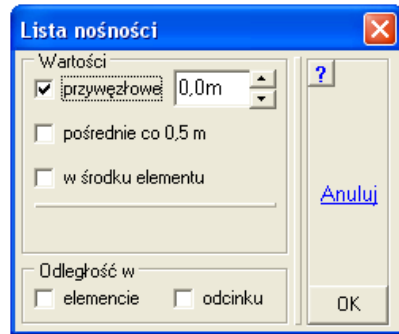 Lista nośności
Wartości
przywęzłowe 0,0m
?
pośrednie co 0,5 m
w środku elementu
Anuluj
Odległość w
elemencie odcinku
OK